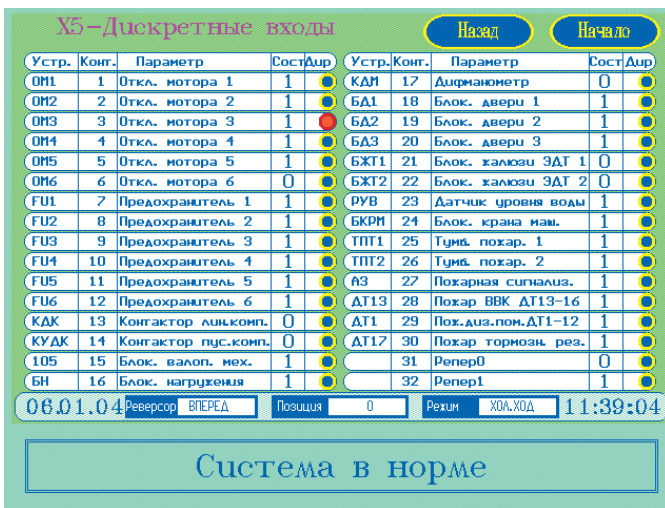 X5-Дискретные входы
Назад
Начало
Устр. Конт. Параметр Сост Дир
ОМ1 1 Откл. мотора 1 1
ОМ2 2 Откл. мотора 2 1
ОМ3 3 Откл. мотора 3 1
ОМ4 4 Откл. мотора 4 1
ОМ5 5 Откл. мотора 5 1
ОМ6 6 Откл. мотора 6 0
FU1 7 Предохранитель 1 1
FU2 8 Предохранитель 2 1
FU3 9 Предохранитель 3 1
FU4 10 Предохранитель 4 1
FU5 11 Предохранитель 5 1
FU6 12 Предохранитель 6 1
КДК 13 Контактор лин.комп. 0
КУДК 14 Контактор пус.комп. 0
105 15 Блок. валоп. мех. 1
БН 16 Блок. нагружения 1
Устр. Конт. Параметр Сост Дир
КДМ 17 Дифманометр 0
БД1 18 Блок. двери 1 1
БД2 19 Блок. двери 2 1
БД3 20 Блок. двери 3 1
БЖТ1 21 Блок. жалюзи ЭДТ 1 0
БЖТ2 22 Блок. жалюзи ЭДТ 2 0
РУВ 23 Датчик уровня воды 1
БКРМ 24 Блок. крана маш. 1
ТПТ1 25 Тумб. пожар. 1 1
ТПТ2 26 Тумб. пожар. 2 1
АЗ 27 Пожарная сигнализ. 1
ДТ13 28 Пожар ВВК ДТ13-16 1
ДТ1 29 Пож.диз.пом.ДТ1-12 1
ДТ17 30 Пожар тормозн. рез. 1
31 Репер0 0
32 Репер1 1
06.01.04 Реверсор ВПЕРЕД Позиция 0 Режим ХОЛ.ХОД 11:39:04
Система в норме